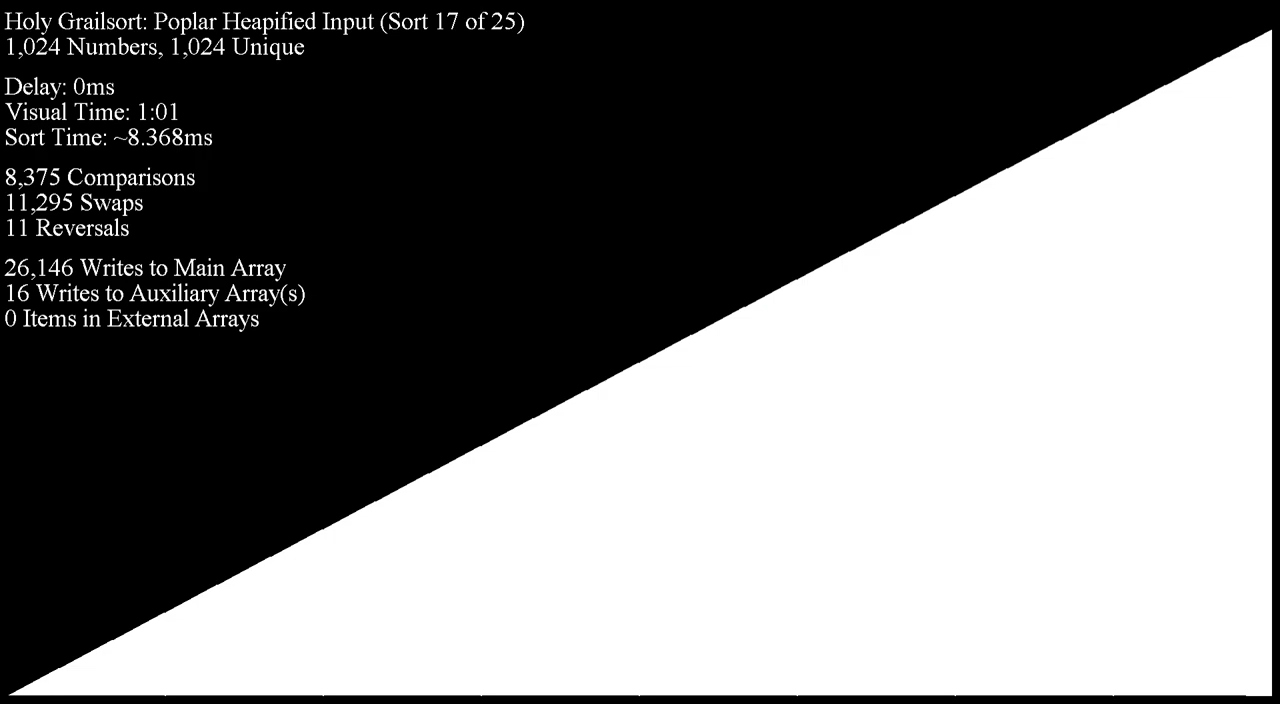 Holy Grailsort: Poplar Heapified Input (Sort 17 of 25)
1,024 Numbers, 1,024 Unique
Delay: 0ms
Visual Time: 1:01
Sort Time: ~8.368ms
8,375 Comparisons
11,295 Swaps
11 Reversals
26,146 Writes to Main Array
16 Writes to Auxiliary Array(s)
0 Items in External Arrays